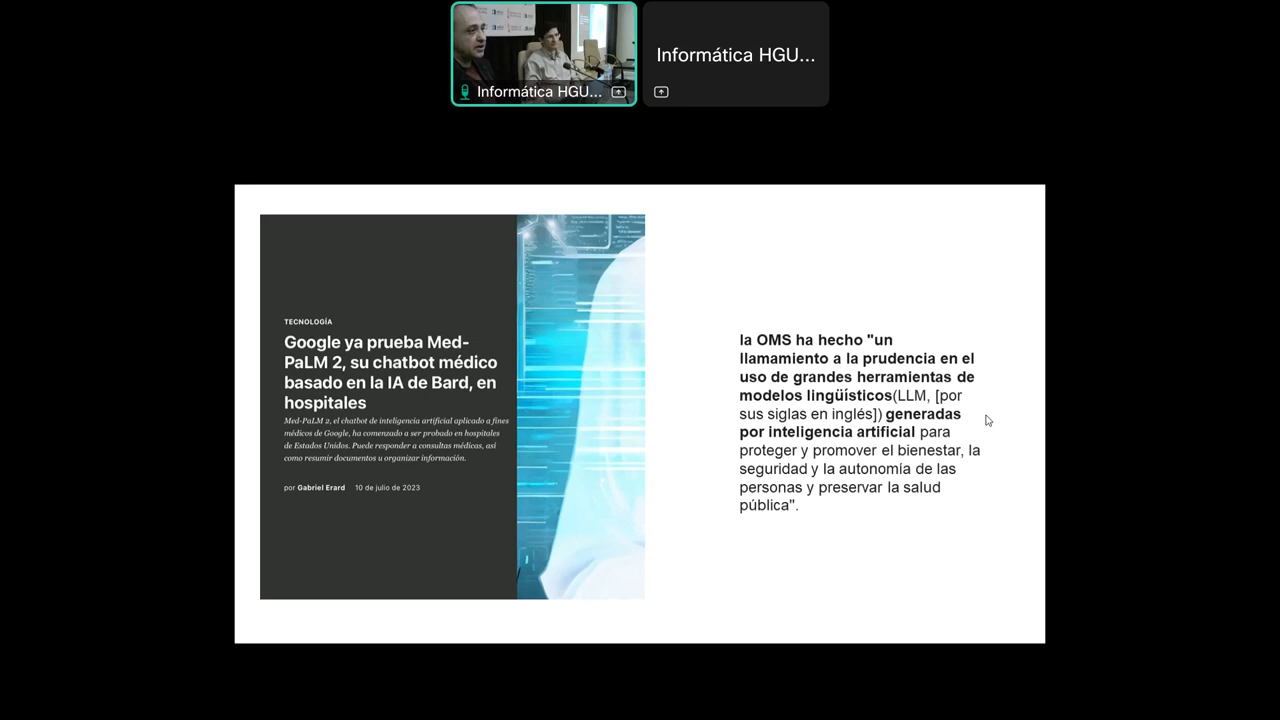 Informática HGU...
Informática HGU...
TECNOLOGÍA
Google ya prueba Med-
PaLM 2, su chatbot médico
basado en la IA de Bard, en
hospitales
Med-PaLM 2, el chatbot de inteligencia artificial aplicado a fines
médicos de Google, ha comenzado a ser probado en hospitales
de Estados Unidos. Puede responder a consultas médicas, así
como resumir documentos u organizar información.
por Gabriel Erard 10 de julio de 2023
la OMS ha hecho "un
llamamiento a la prudencia en el
uso de grandes herramientas de
modelos lingüísticos(LLM, [por
sus siglas en inglés]) generadas
por inteligencia artificial para
proteger y promover el bienestar, la
seguridad y la autonomía de las
personas y preservar la salud
pública".